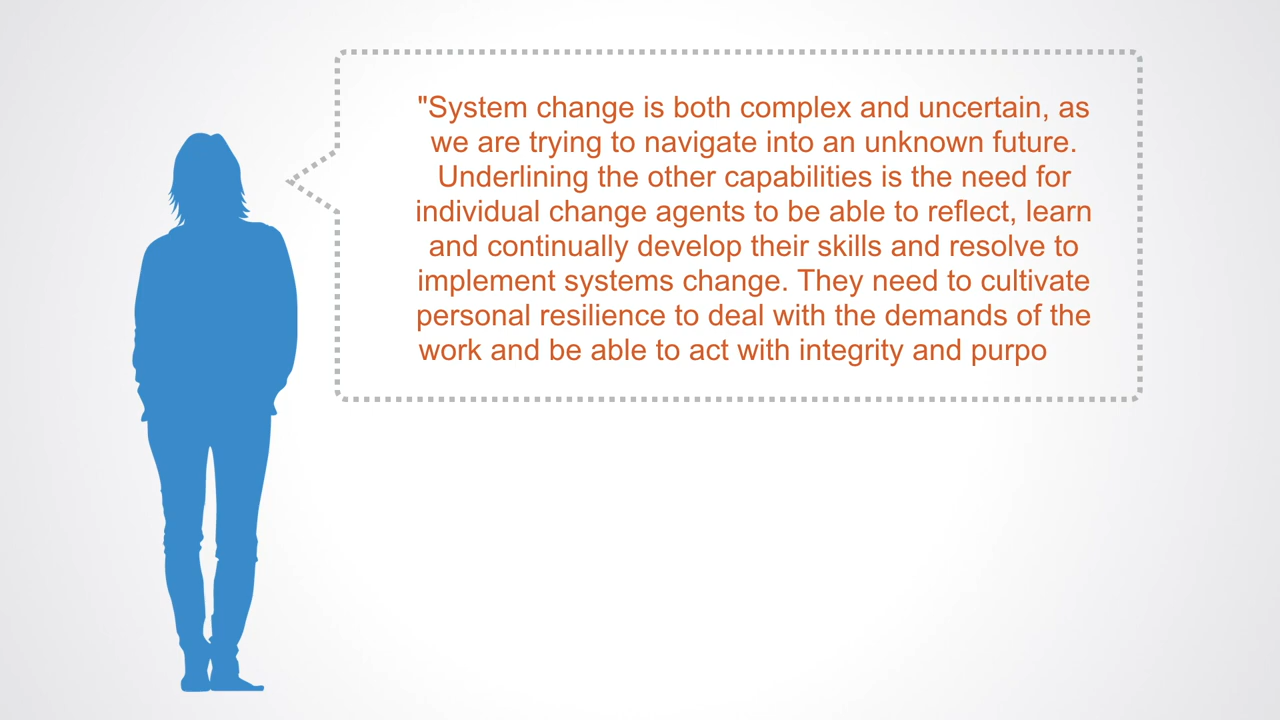 "System change is both complex and uncertain, as
we are trying to navigate into an unknown future.
Underlining the other capabilities is the need for
individual change agents to be able to reflect, learn
and continually develop their skills and resolve to
implement systems change. They need to cultivate
personal resilience to deal with the demands of the
work and be able to act with integrity and purpo